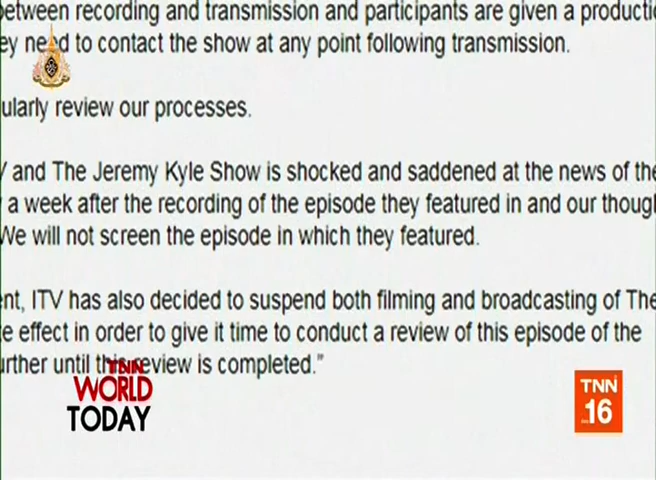 between recording and transmission and participants are given a producti
ey need to contact the show at any point following transmission.
ularly review our processes.
V and The Jeremy Kyle Show is shocked and saddened at the news of the
a week after the recording of the episode they featured in and our though
We will not screen the episode in which they featured.
ent, ITV has also decided to suspend both filming and broadcasting of The
te effect in order to give it time to conduct a review of this episode of the
urther until this review is completed."
TNN
WORLD
TODAY
TNN
16